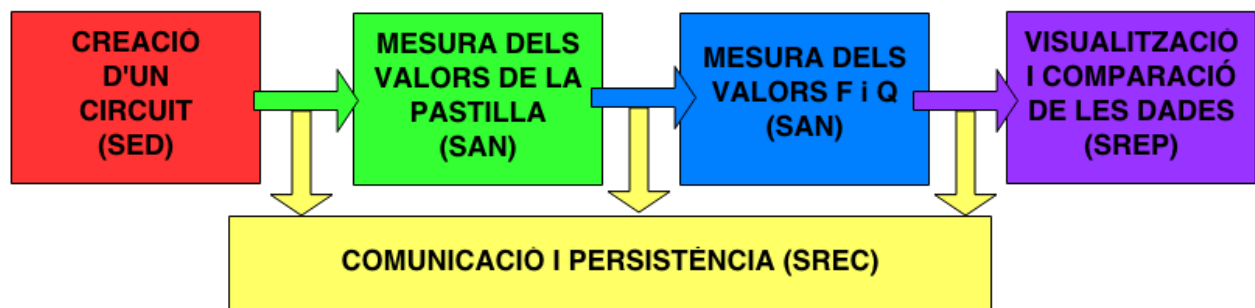 CREACIÓ
D'UN
CIRCUIT
(SED)
MESURA DELS
VALORS DE LA
PASTILLA
(SAN)
MESURA DELS
VALORS F i Q
(SAN)
VISUALITZACIÓ
I COMPARACIÓ
DE LES DADES
(SREP)
COMUNICACIÓ I PERSISTÈNCIA (SREC)